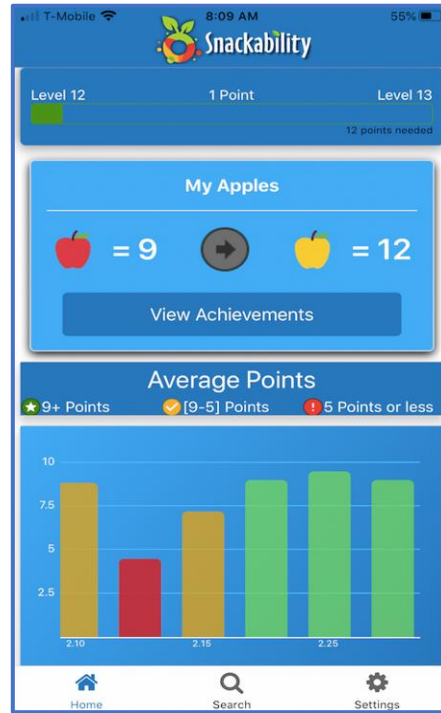 T-Mobile 8:09 AM 55%
Snackability
Level 12 1 Point Level 13
12 points needed
My Apples
= 9 = 12
View Achievements
Average Points
9+ Points [9-5] Points 5 Points or less
10
7.5
5
2.5
2.10 2.15 2.25
Home Search Settings